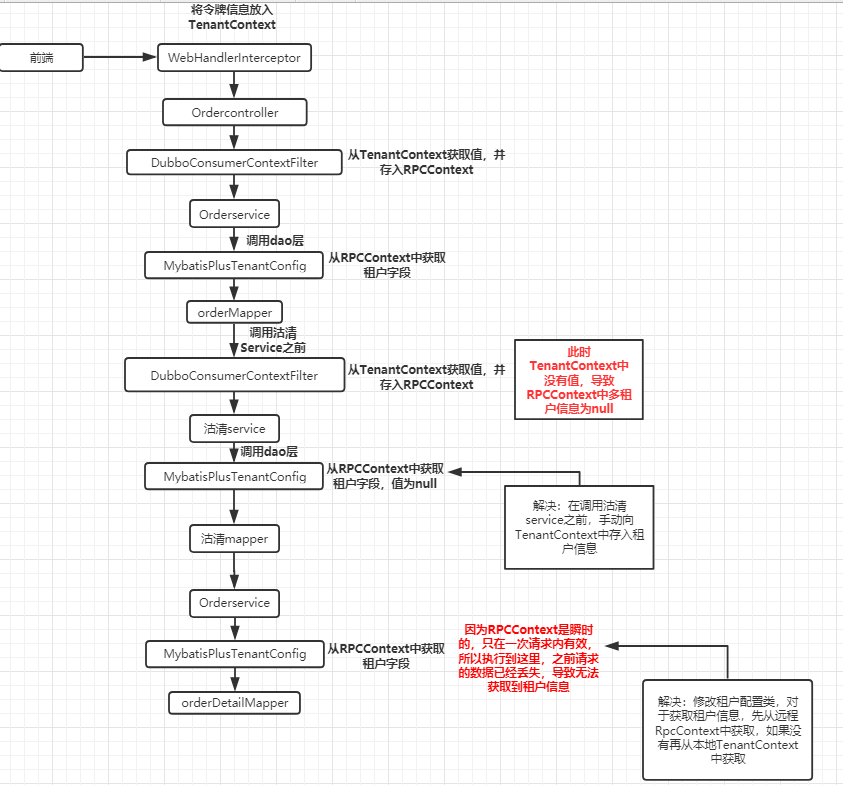 将令牌信息放入
TenantContext
前端
WebHandlerInterceptor
Ordercontroller
DubboConsumerContextFilter
从TenantContext获取值，并
存入RPCContext
Orderservice
调用dao层
MybatisPlusTenantConfig
从RPCContext中获取
租户字段
orderMapper
调用沽清
Service之前
DubboConsumerContextFilter
从TenantContext获取值，并
存入RPCContext
此时
TenantContext中
没有值，导致
RPCContext中多租
户信息为null
沽清service
调用dao层
MybatisPlusTenantConfig
从RPCContext中获取
租户字段，值为null
解决：在调用沽清
service之前，手动向
TenantContext中存入租
户信息
沽清mapper
Orderservice
MybatisPlusTenantConfig
从RPCContext中获取
租户字段
因为RPCContext是瞬时
的，只在一次请求内有效，
所以执行到这里，之前请求
的数据已经丢失，导致无法
获取到租户信息
orderDetailMapper
解决：修改租户配置类，对
于获取租户信息，先从远程
RpcContext中获取，如果没
有再从本地TenantContext
中获取